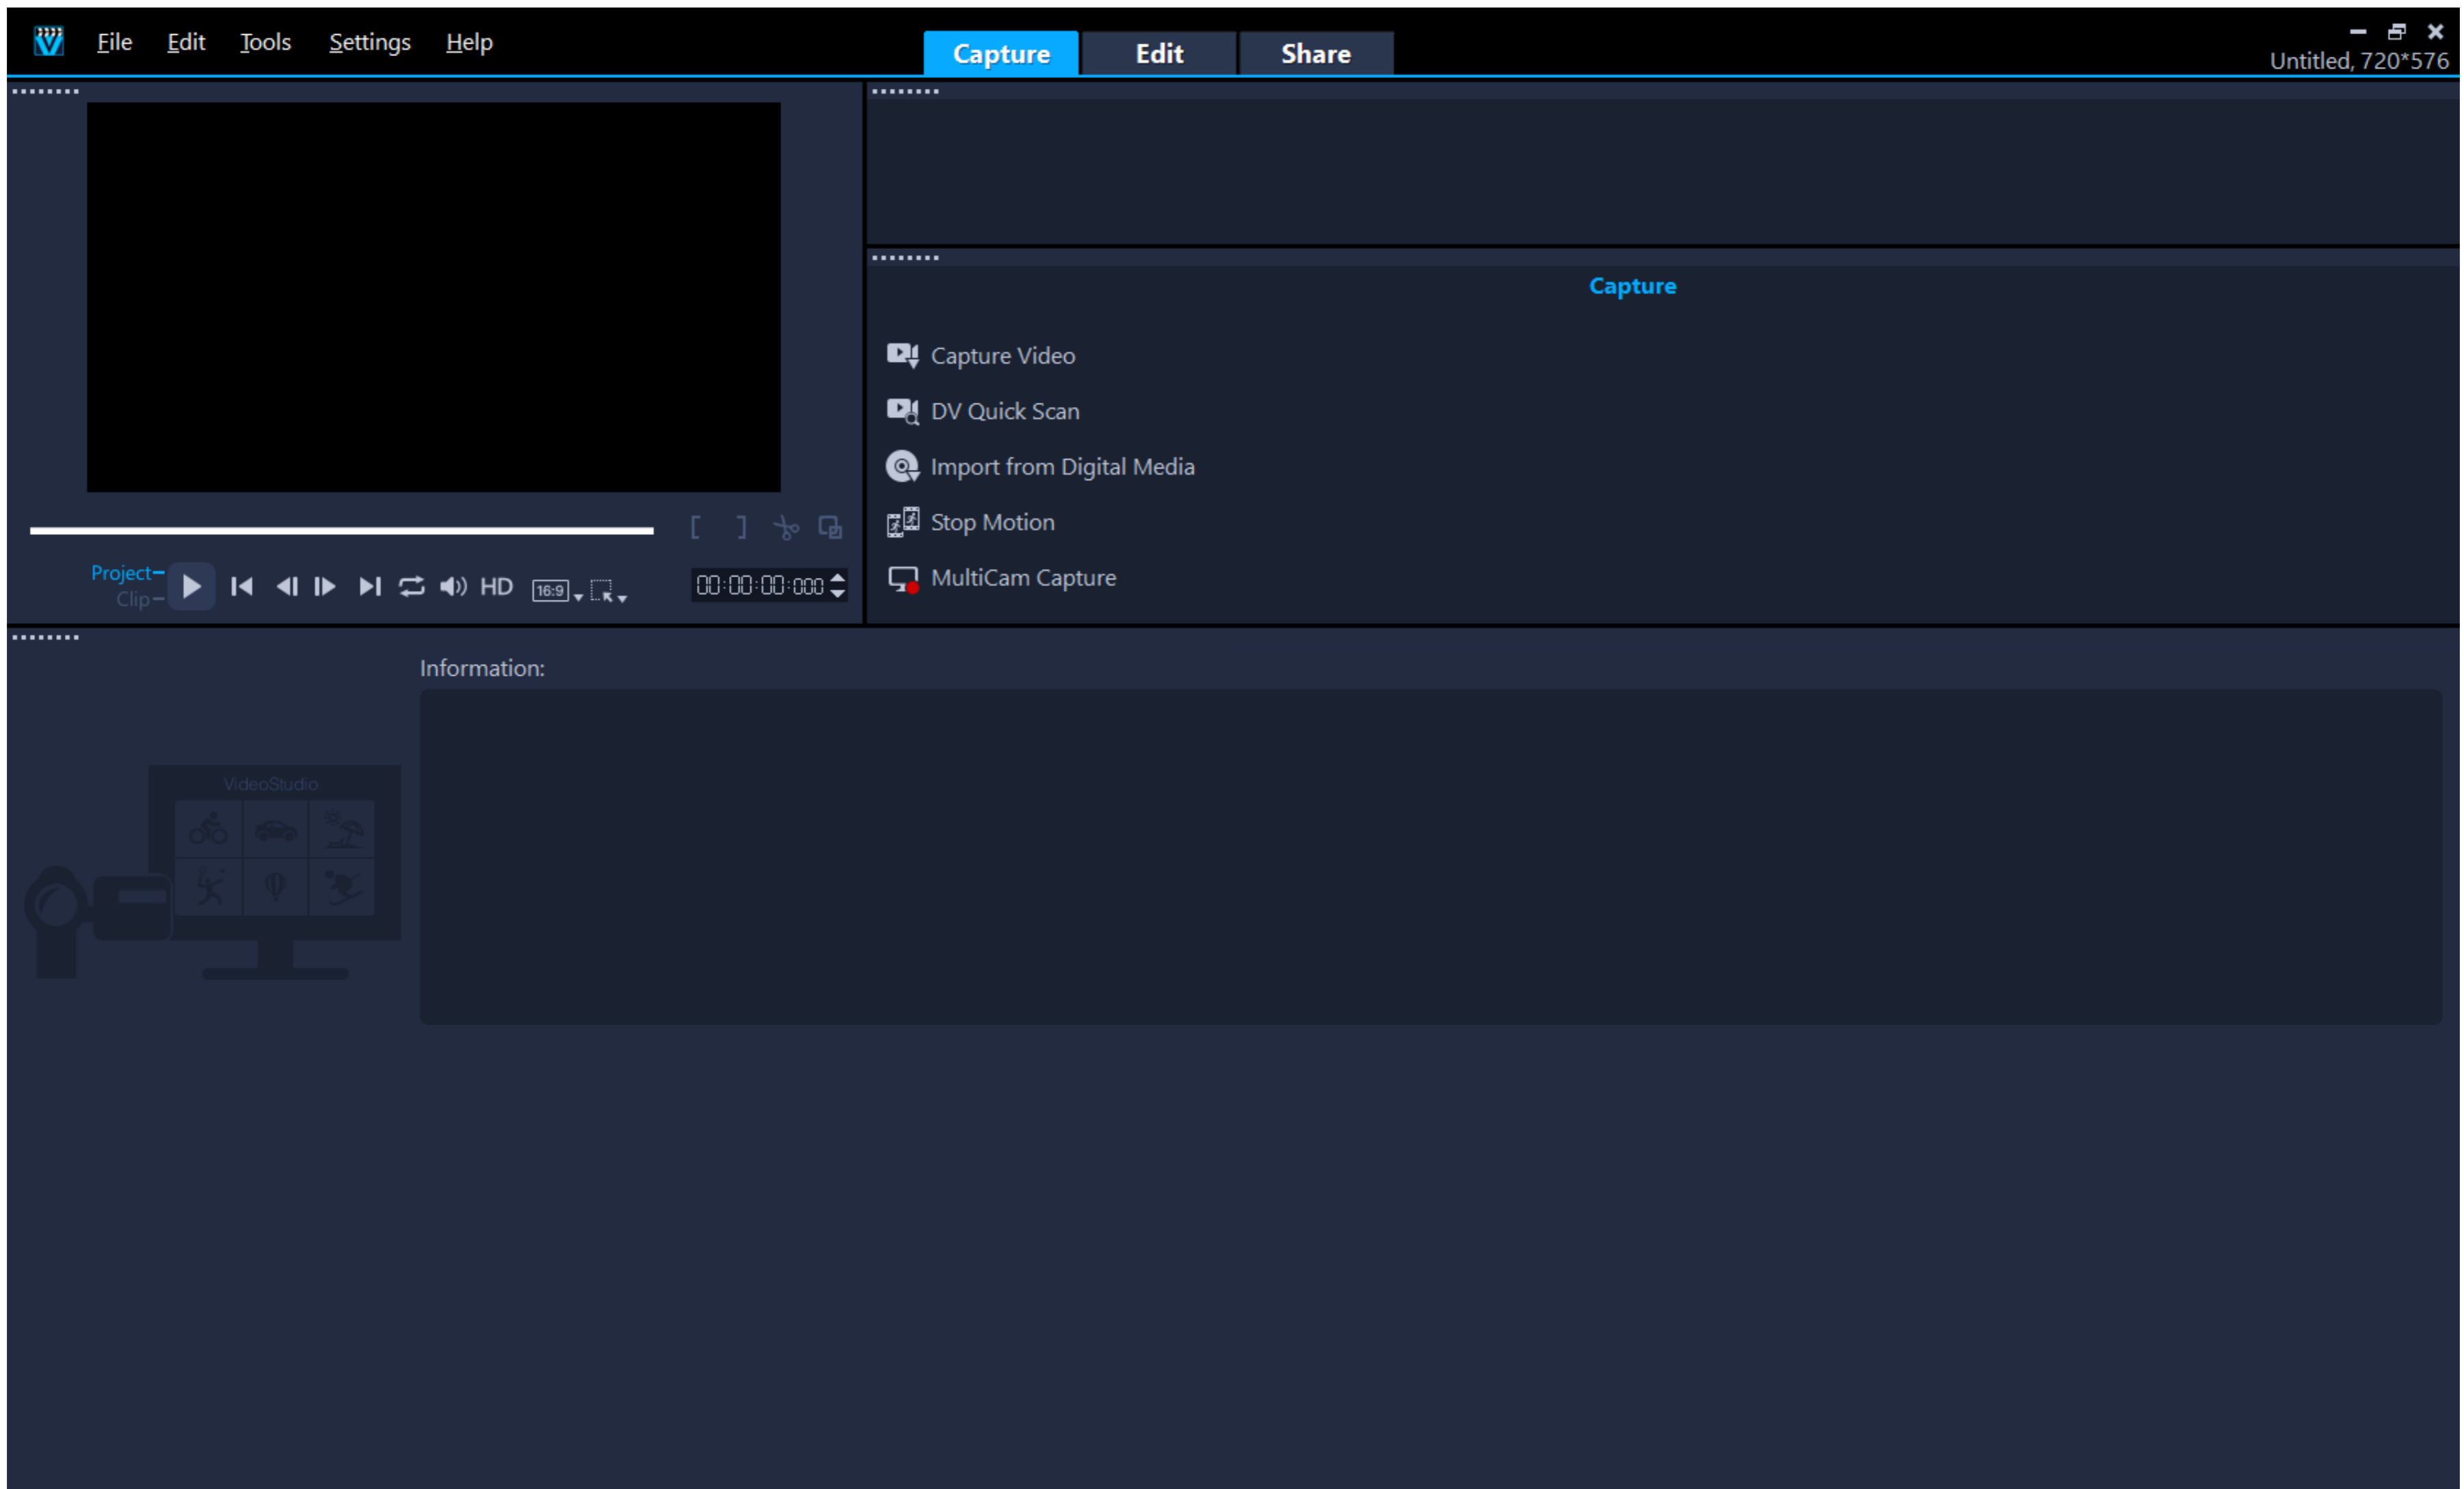 File Edit Tools Settings Help
Capture Edit Share
Untitled, 720*576
Capture
Capture Video
DV Quick Scan
Import from Digital Media
Stop Motion
MultiCam Capture
Project
Clip
HD
16:9
00:00:00:000
Information:
VideoStudio